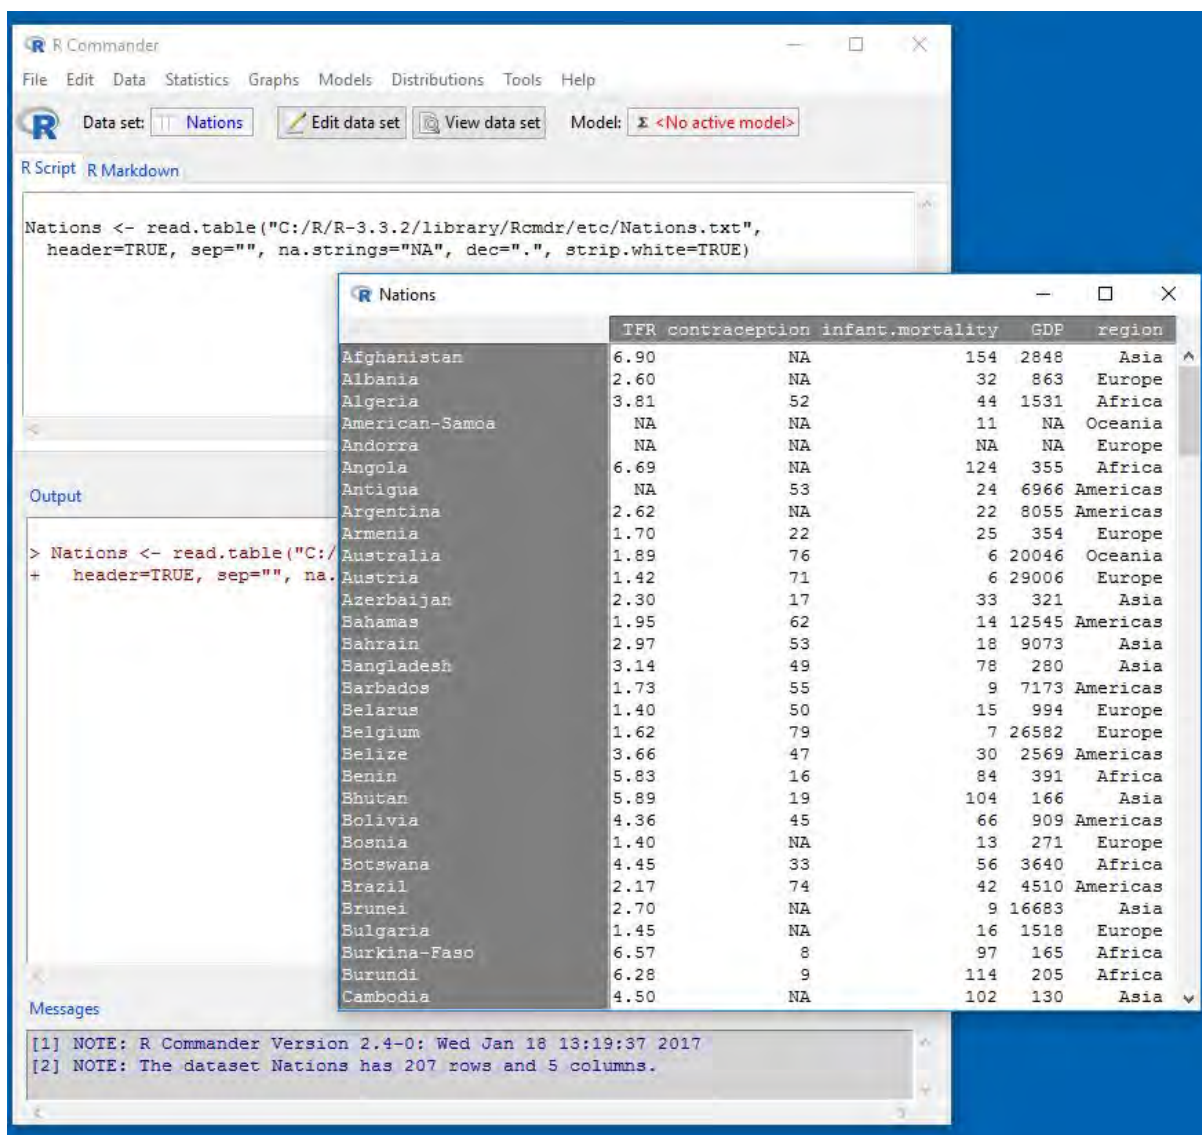 R Commander
File Edit Data Statistics Graphs Models Distributions Tools Help
R Data set: Nations Edit data set View data set Model: Σ <No active model>
R Script R Markdown
Nations <- read.table("C:/R/R-3.3.2/library/Rcmdr/etc/Nations.txt",
header=TRUE, sep="", na.strings="NA", dec=".", strip.white=TRUE)
Output
> Nations <- read.table("C:/
+ header=TRUE, sep="", na.
Nations
TFR contraception infant.mortality GDP region
Afghanistan 6.90 NA 154 2848 Asia
Albania 2.60 NA 32 863 Europe
Algeria 3.81 52 44 1531 Africa
American-Samoa NA NA 11 NA Oceania
Andorra NA NA NA NA Europe
Angola 6.69 NA 124 355 Africa
Antigua NA 53 24 6966 Americas
Argentina 2.62 NA 22 8055 Americas
Armenia 1.70 22 25 354 Europe
Australia 1.89 76 6 20046 Oceania
Austria 1.42 71 6 29006 Europe
Azerbaijan 2.30 17 33 321 Asia
Bahamas 1.95 62 14 12545 Americas
Bahrain 2.97 53 18 9073 Asia
Bangladesh 3.14 49 78 280 Asia
Barbados 1.73 55 9 7173 Americas
Belarus 1.40 50 15 994 Europe
Belgium 1.62 79 7 26582 Europe
Belize 3.66 47 30 2569 Americas
Benin 5.83 16 84 391 Africa
Bhutan 5.89 19 104 166 Asia
Bolivia 4.36 45 66 909 Americas
Bosnia 1.40 NA 13 271 Europe
Botswana 4.45 33 56 3640 Africa
Brazil 2.17 74 42 4510 Americas
Brunei 2.70 NA 9 16683 Asia
Bulgaria 1.45 NA 16 1518 Europe
Burkina-Faso 6.57 8 97 165 Africa
Burundi 6.28 9 114 205 Africa
Cambodia 4.50 NA 102 130 Asia
Messages
[1] NOTE: R Commander Version 2.4-0: Wed Jan 18 13:19:37 2017
[2] NOTE: The dataset Nations has 207 rows and 5 columns.